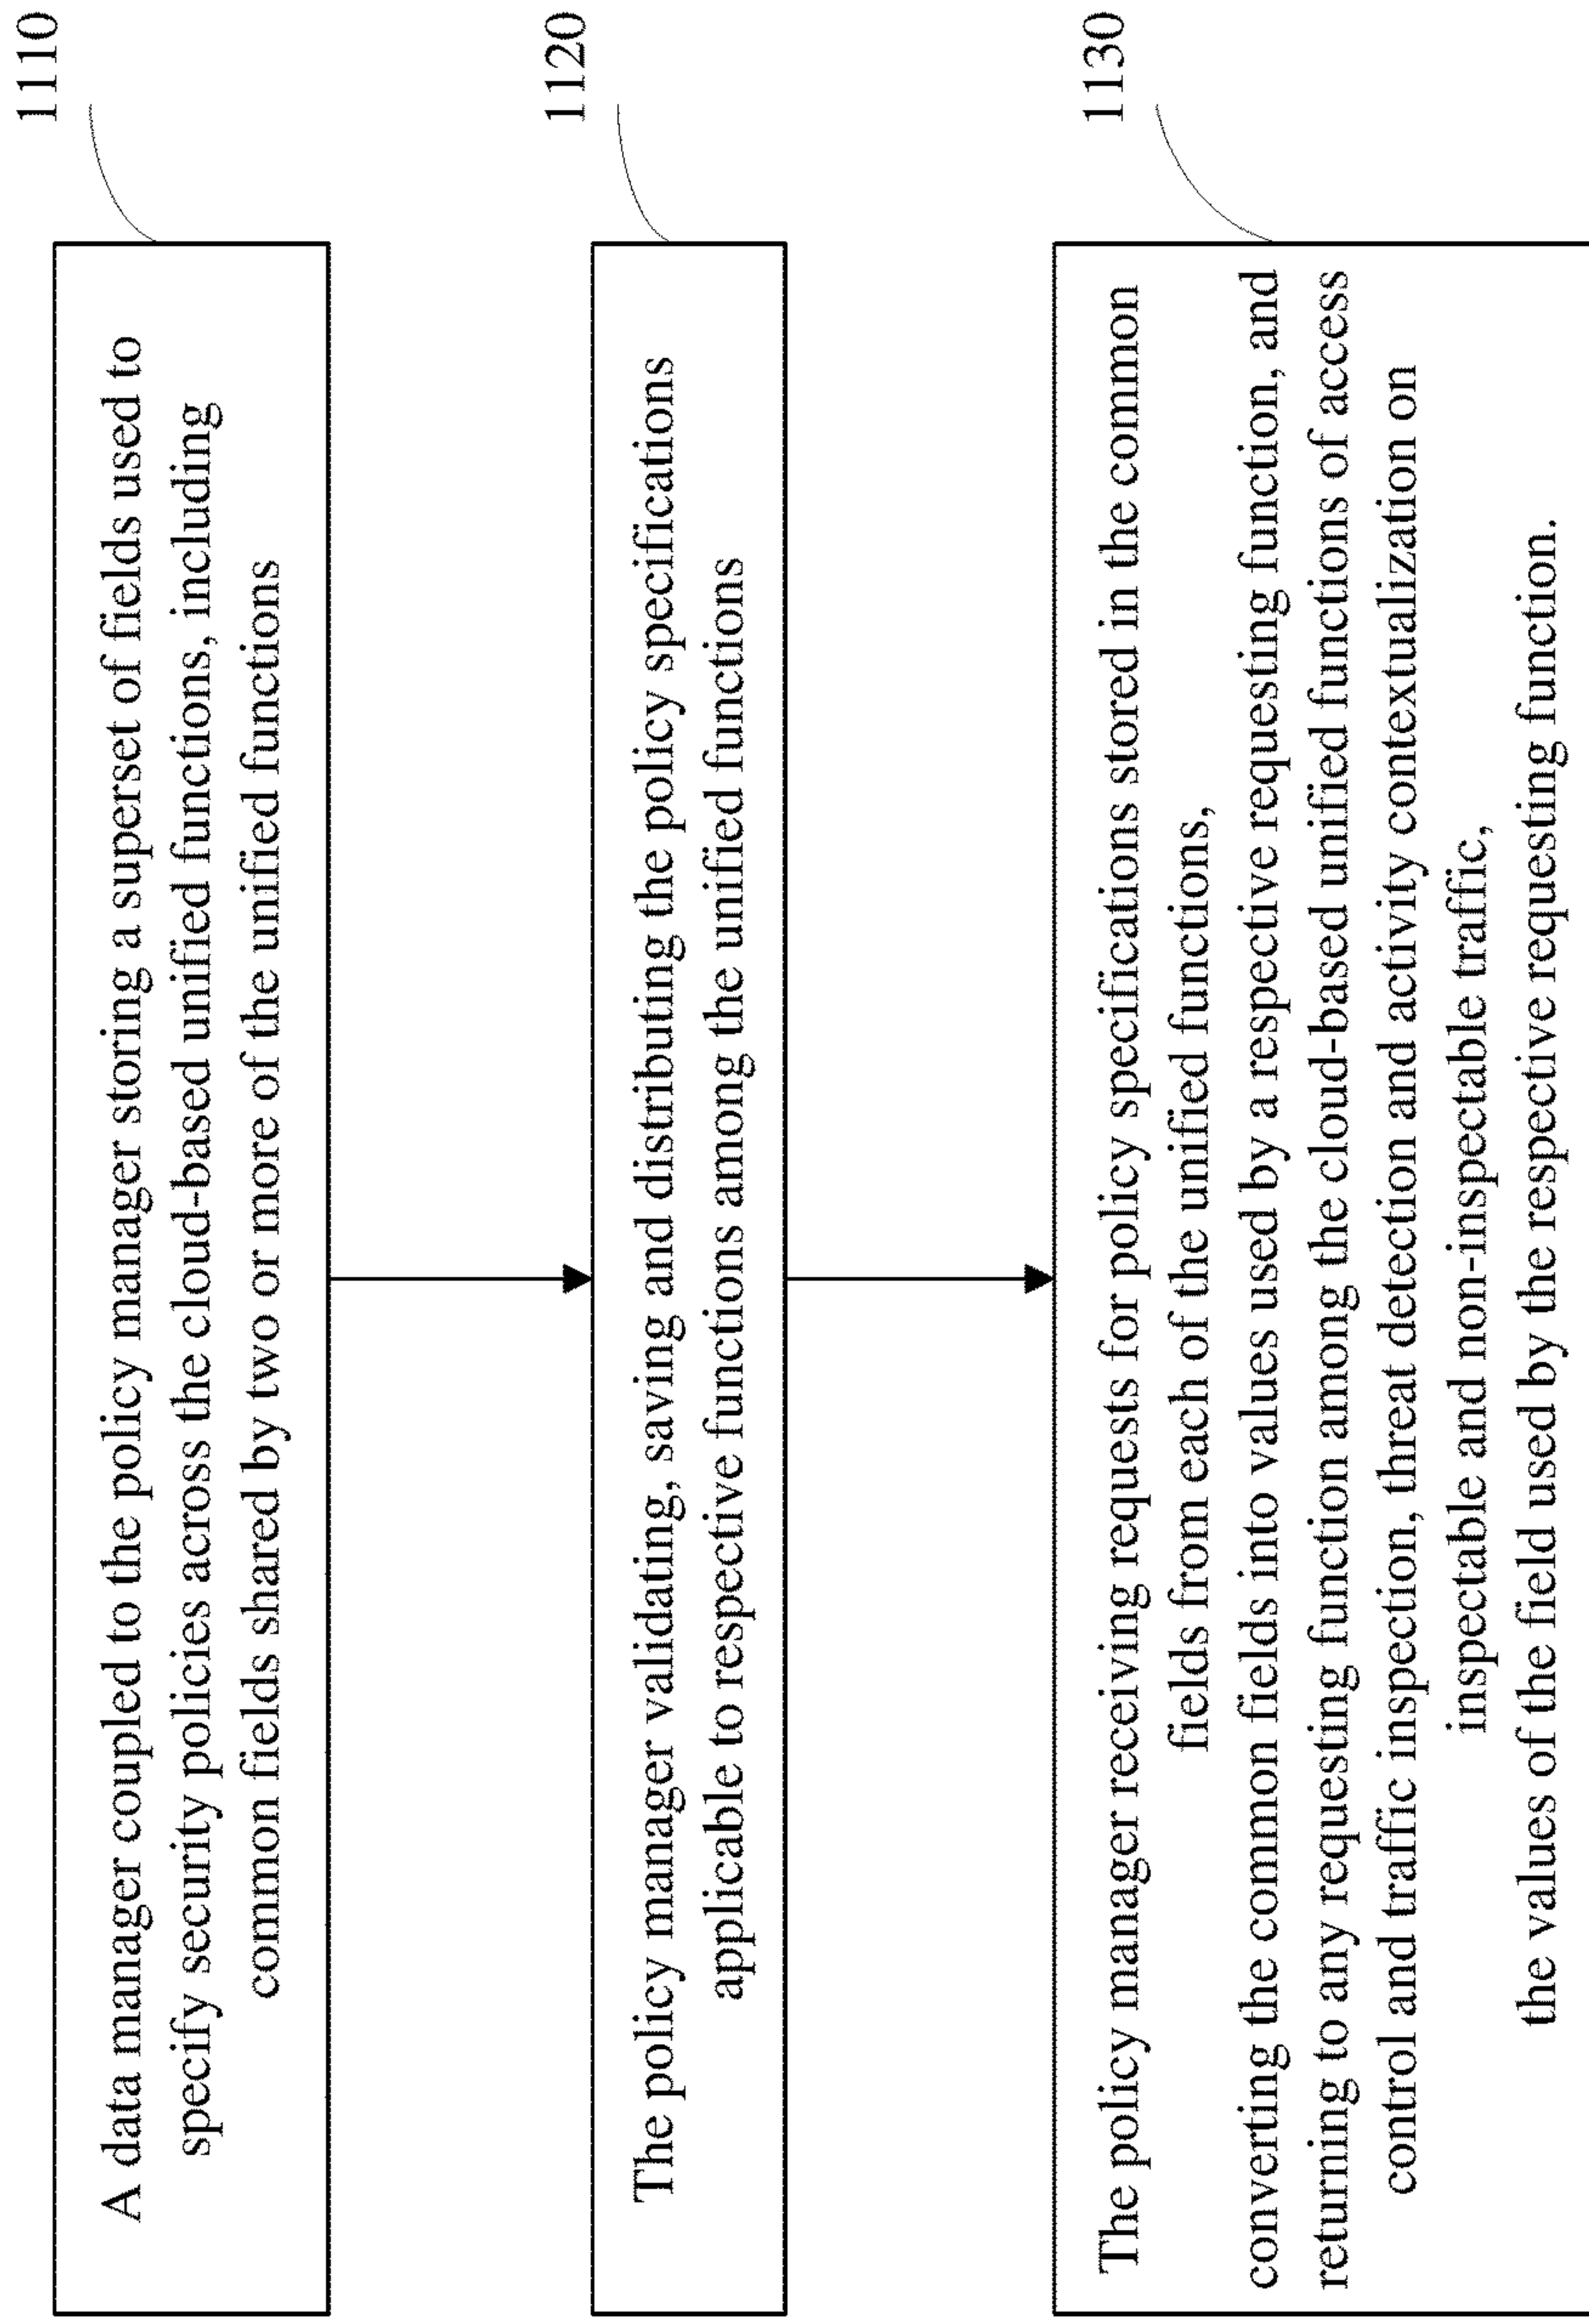 1110
A data manager coupled to the policy manager storing a superset of fields used to
specify security policies across the cloud-based unified functions, including
common fields shared by two or more of the unified functions
1120
The policy manager validating, saving and distributing the policy specifications
applicable to respective functions among the unified functions
1130
The policy manager receiving requests for policy specifications stored in the common
fields from each of the unified functions,
converting the common fields into values used by a respective requesting function, and
returning to any requesting function among the cloud-based unified functions of access
control and traffic inspection, threat detection and activity contextualization on
inspectable and non-inspectable traffic,
the values of the field used by the respective requesting function.